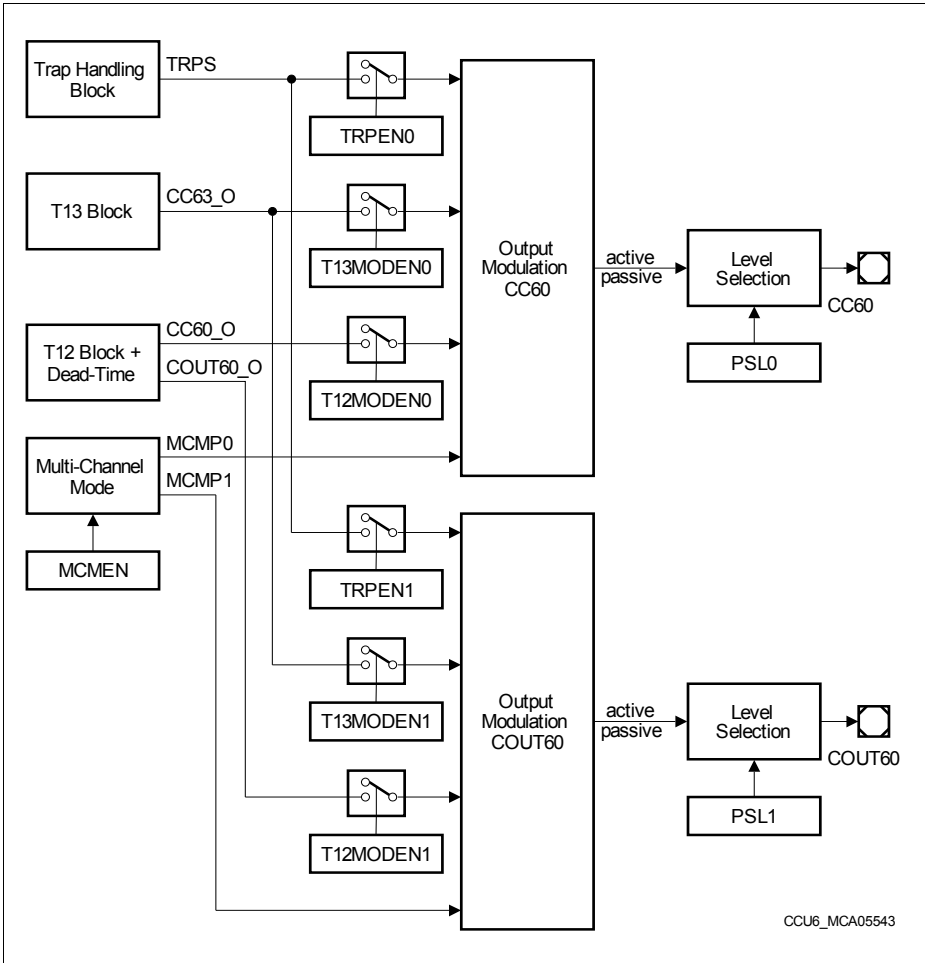 Trap Handling
Block
TRPS
TRPEN0
T13 Block
CC63_O
T13MODEN0
T12 Block +
Dead-Time
CC60_O
COUT60_O
T12MODEN0
Multi-Channel
Mode
MCMP0
MCMP1
MCMEN
Output
Modulation
CC60
active
passive
Level
Selection
CC60
PSL0
TRPEN1
T13MODEN1
T12MODEN1
Output
Modulation
COUT60
active
passive
Level
Selection
COUT60
PSL1
CCU6_MCA05543